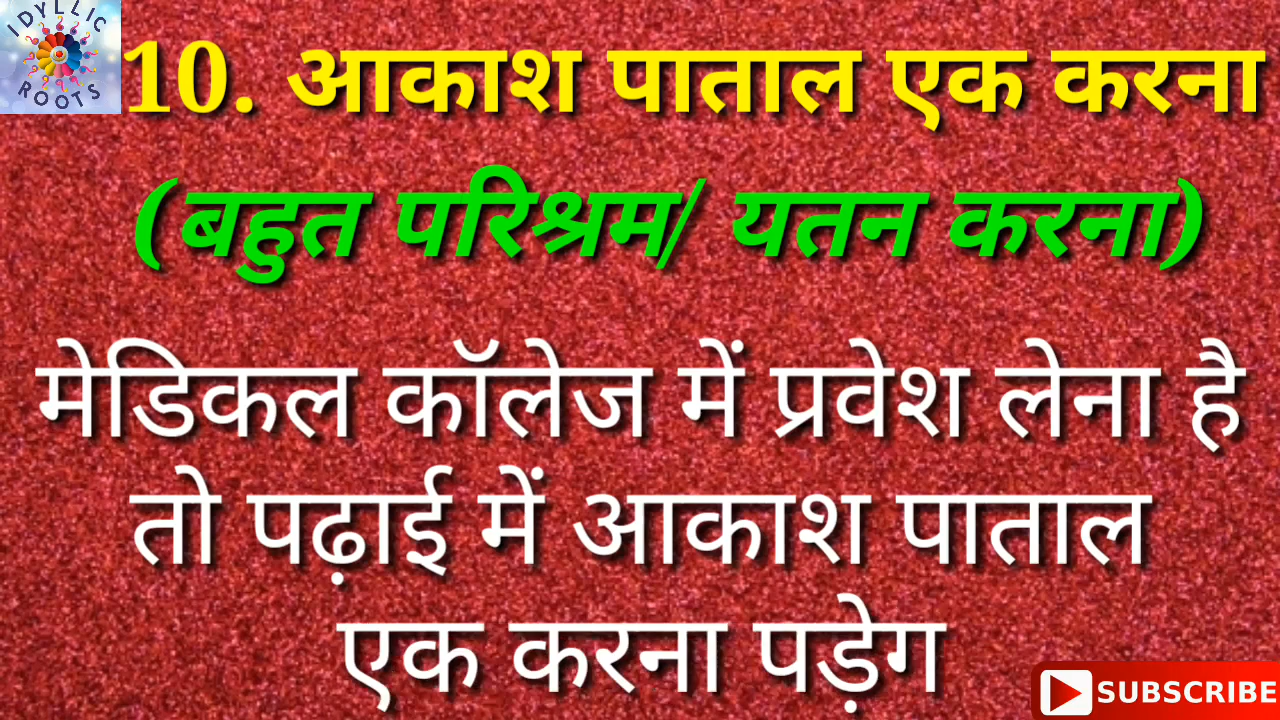 IDYLLIC
ROOTS
10. आकाश पाताल एक करना
(बहुत परिश्रम/ यतन करना)
मेडिकल कॉलेज में प्रवेश लेना है
तो पढ़ाई में आकाश पाताल
एक करना पड़ेग
SUBSCRIBE